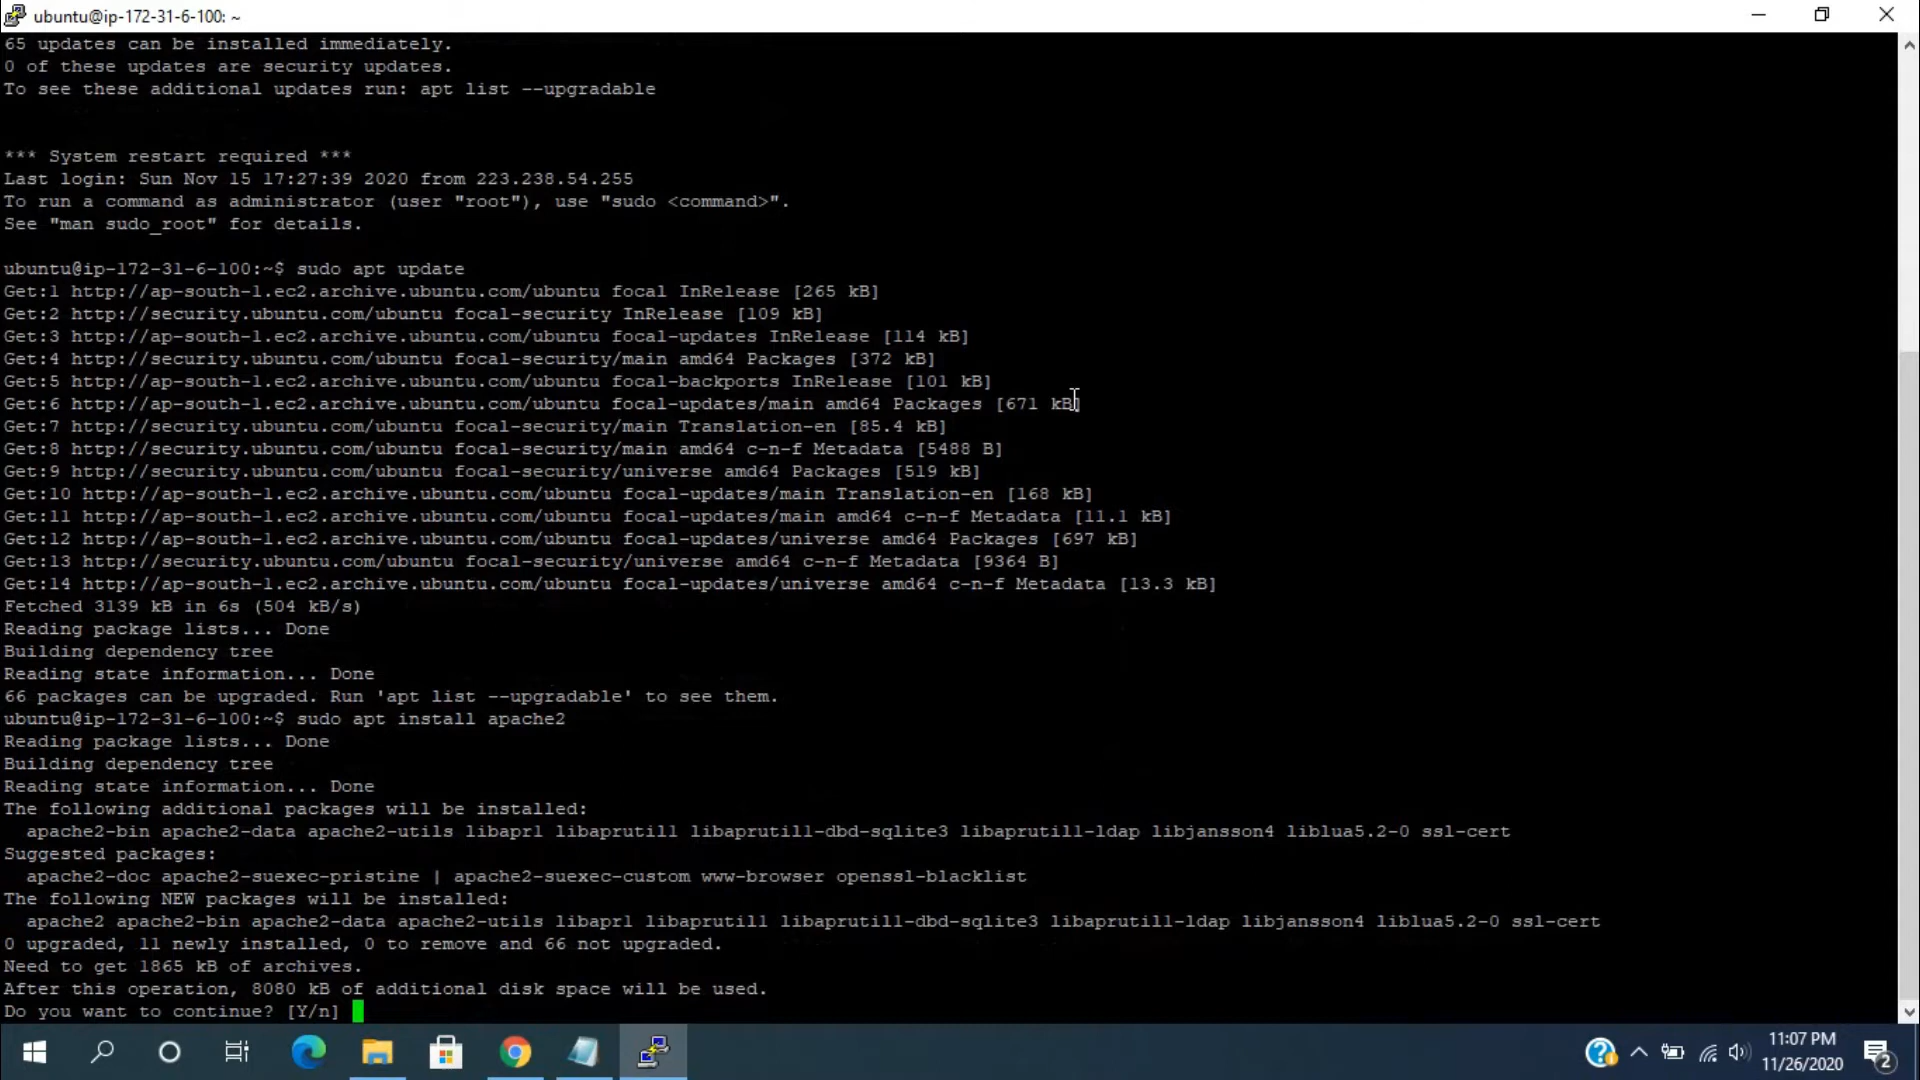 ubuntu@ip-172-31-6-100: ~
65 updates can be installed immediately.
0 of these updates are security updates.
To see these additional updates run: apt list --upgradable
*** System restart required ***
Last login: Sun Nov 15 17:27:39 2020 from 223.238.54.255
To run a command as administrator (user "root"), use "sudo <command>".
See "man sudo_root" for details.
ubuntu@ip-172-31-6-100:~$ sudo apt update
Get:1 http://ap-south-1.ec2.archive.ubuntu.com/ubuntu focal InRelease [265 kB]
Get:2 http://security.ubuntu.com/ubuntu focal-security InRelease [109 kB]
Get:3 http://ap-south-1.ec2.archive.ubuntu.com/ubuntu focal-updates InRelease [114 kB]
Get:4 http://security.ubuntu.com/ubuntu focal-security/main amd64 Packages [372 kB]
Get:5 http://ap-south-1.ec2.archive.ubuntu.com/ubuntu focal-backports InRelease [101 kB]
Get:6 http://ap-south-1.ec2.archive.ubuntu.com/ubuntu focal-updates/main amd64 Packages [671 kB]
Get:7 http://security.ubuntu.com/ubuntu focal-security/main Translation-en [85.4 kB]
Get:8 http://security.ubuntu.com/ubuntu focal-security/main amd64 c-n-f Metadata [5488 B]
Get:9 http://security.ubuntu.com/ubuntu focal-security/universe amd64 Packages [519 kB]
Get:10 http://ap-south-1.ec2.archive.ubuntu.com/ubuntu focal-updates/main Translation-en [168 kB]
Get:11 http://ap-south-1.ec2.archive.ubuntu.com/ubuntu focal-updates/main amd64 c-n-f Metadata [11.1 kB]
Get:12 http://ap-south-1.ec2.archive.ubuntu.com/ubuntu focal-updates/universe amd64 Packages [697 kB]
Get:13 http://security.ubuntu.com/ubuntu focal-security/universe amd64 c-n-f Metadata [9364 B]
Get:14 http://ap-south-1.ec2.archive.ubuntu.com/ubuntu focal-updates/universe amd64 c-n-f Metadata [13.3 kB]
Fetched 3139 kB in 6s (504 kB/s)
Reading package lists... Done
Building dependency tree
Reading state information... Done
66 packages can be upgraded. Run 'apt list --upgradable' to see them.
ubuntu@ip-172-31-6-100:~$ sudo apt install apache2
Reading package lists... Done
Building dependency tree
Reading state information... Done
The following additional packages will be installed:
apache2-bin apache2-data apache2-utils libapr1 libaprutil1 libaprutil1-dbd-sqlite3 libaprutil1-ldap libjansson4 liblua5.2-0 ssl-cert
Suggested packages:
apache2-doc apache2-suexec-pristine | apache2-suexec-custom www-browser openssl-blacklist
The following NEW packages will be installed:
apache2 apache2-bin apache2-data apache2-utils libapr1 libaprutil1 libaprutil1-dbd-sqlite3 libaprutil1-ldap libjansson4 liblua5.2-0 ssl-cert
0 upgraded, 11 newly installed, 0 to remove and 66 not upgraded.
Need to get 1865 kB of archives.
After this operation, 8080 kB of additional disk space will be used.
Do you want to continue? [Y/n]
11:07 PM
11/26/2020
2